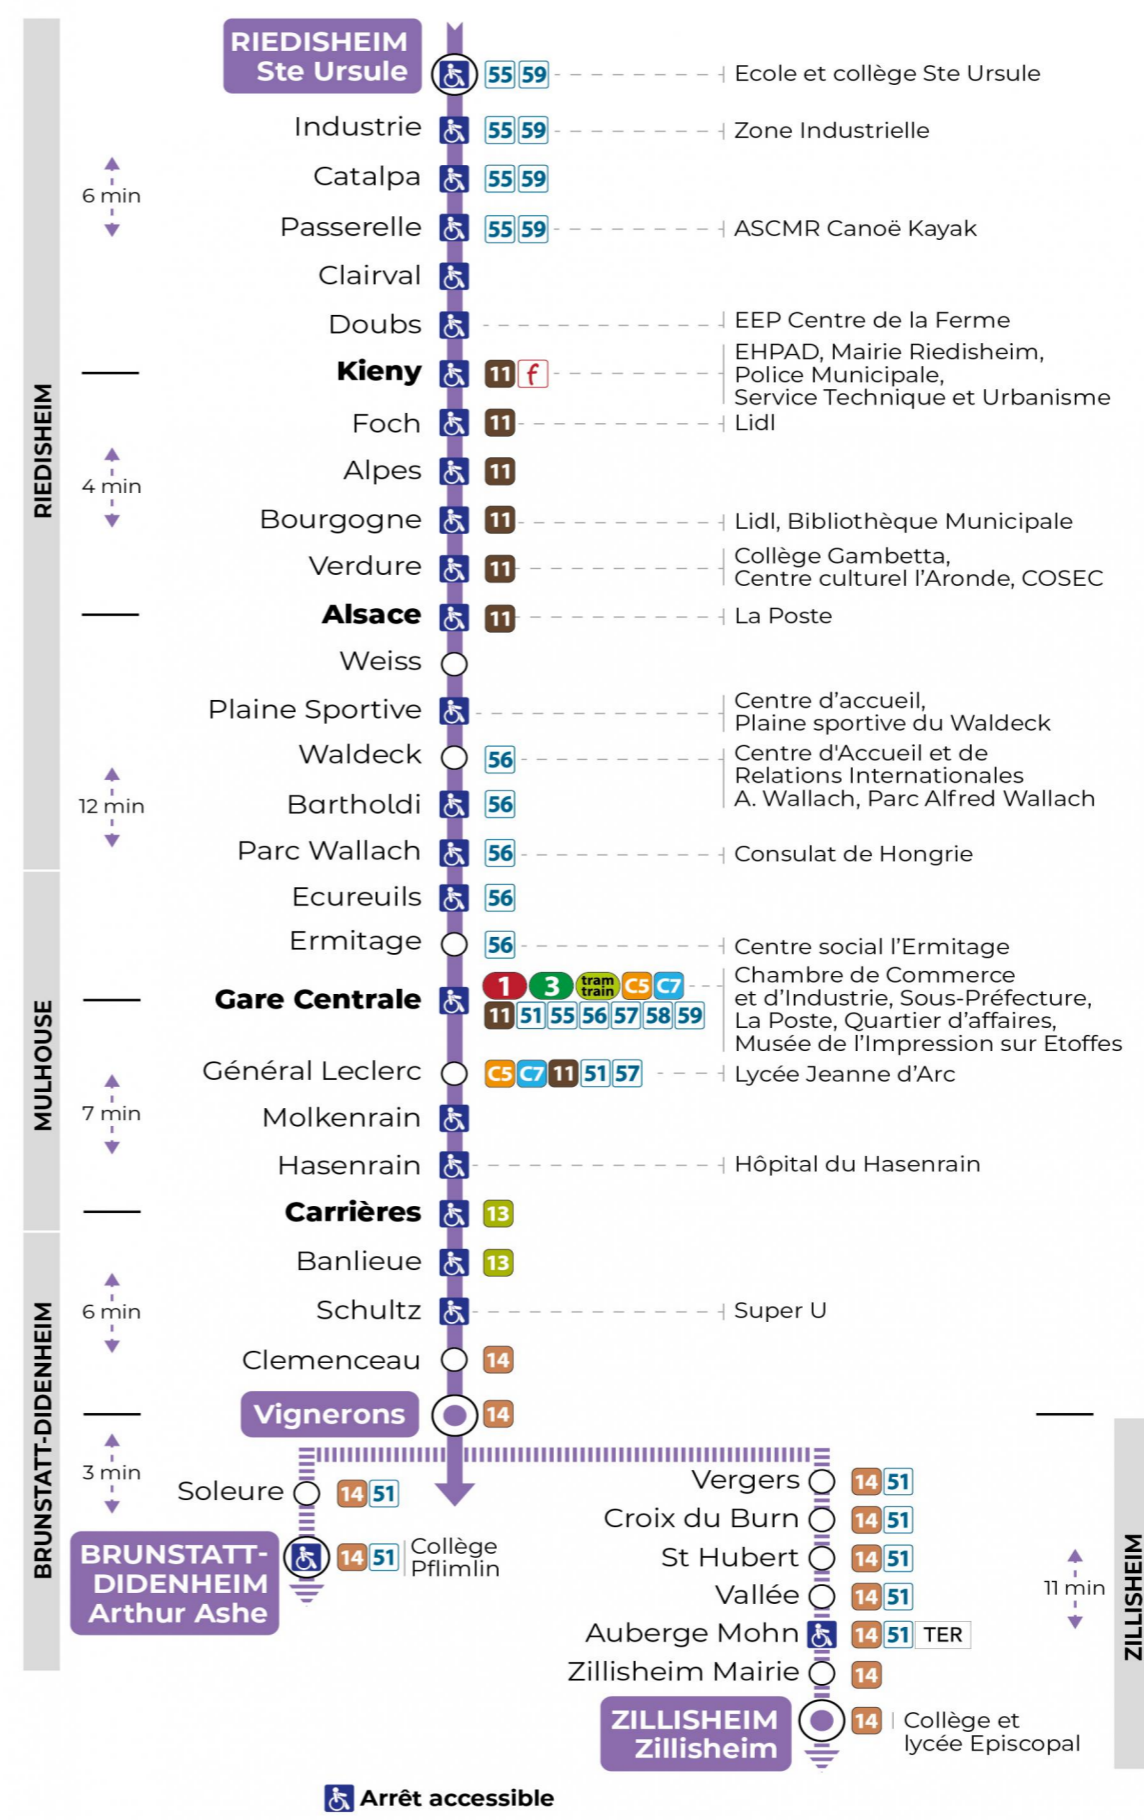 RIEDISHEIM
Ste Ursule
55 59
Ecole et collège Ste Ursule
Industrie
55 59
Zone Industrielle
Catalpa
55 59
6 min
Passerelle
55 59
ASCMR Canoë Kayak
Clairval
Doubs
EEP Centre de la Ferme
Kieny
11 f
EHPAD, Mairie Riedisheim,
Police Municipale,
Service Technique et Urbanisme
Foch
11
Lidl
RIEDISHEIM
Alpes
11
4 min
Bourgogne
11
Lidl, Bibliothèque Municipale
Verdure
11
Collège Gambetta,
Centre culturel l'Aronde, COSEC
Alsace
11
La Poste
Weiss
Plaine Sportive
Centre d'accueil,
Plaine sportive du Waldeck
Waldeck
56
Centre d'Accueil et de
Relations Internationales
A. Wallach, Parc Alfred Wallach
12 min
Bartholdi
56
Parc Wallach
56
Consulat de Hongrie
Ecureuils
56
Ermitage
56
Centre social l'Ermitage
Gare Centrale
1 3 tram train C5 C7
11 51 55 56 57 58 59
Chambre de Commerce
et d'Industrie, Sous-Préfecture,
La Poste, Quartier d'affaires,
Musée de l'Impression sur Etoffes
MULHOUSE
Général Leclerc
C5 C7 11 51 57
Lycée Jeanne d'Arc
7 min
Molkenrain
Hasenrain
Hôpital du Hasenrain
Carrières
13
Banlieue
13
6 min
Schultz
Super U
Clemenceau
14
BRUNSTATT-DIDENHEIM
Vignerons
14
3 min
Soleure
14 51
BRUNSTATT-
DIDENHEIM
Arthur Ashe
14 51
Collège
Pflimlin
Vergers
14 51
Croix du Burn
14 51
St Hubert
14 51
11 min
Vallée
14 51
Auberge Mohn
14 51 TER
Zillisheim Mairie
14
ZILLISHEIM
ZILLISHEIM
Zillisheim
14
Collège et
lycée Episcopal
Arrêt accessible